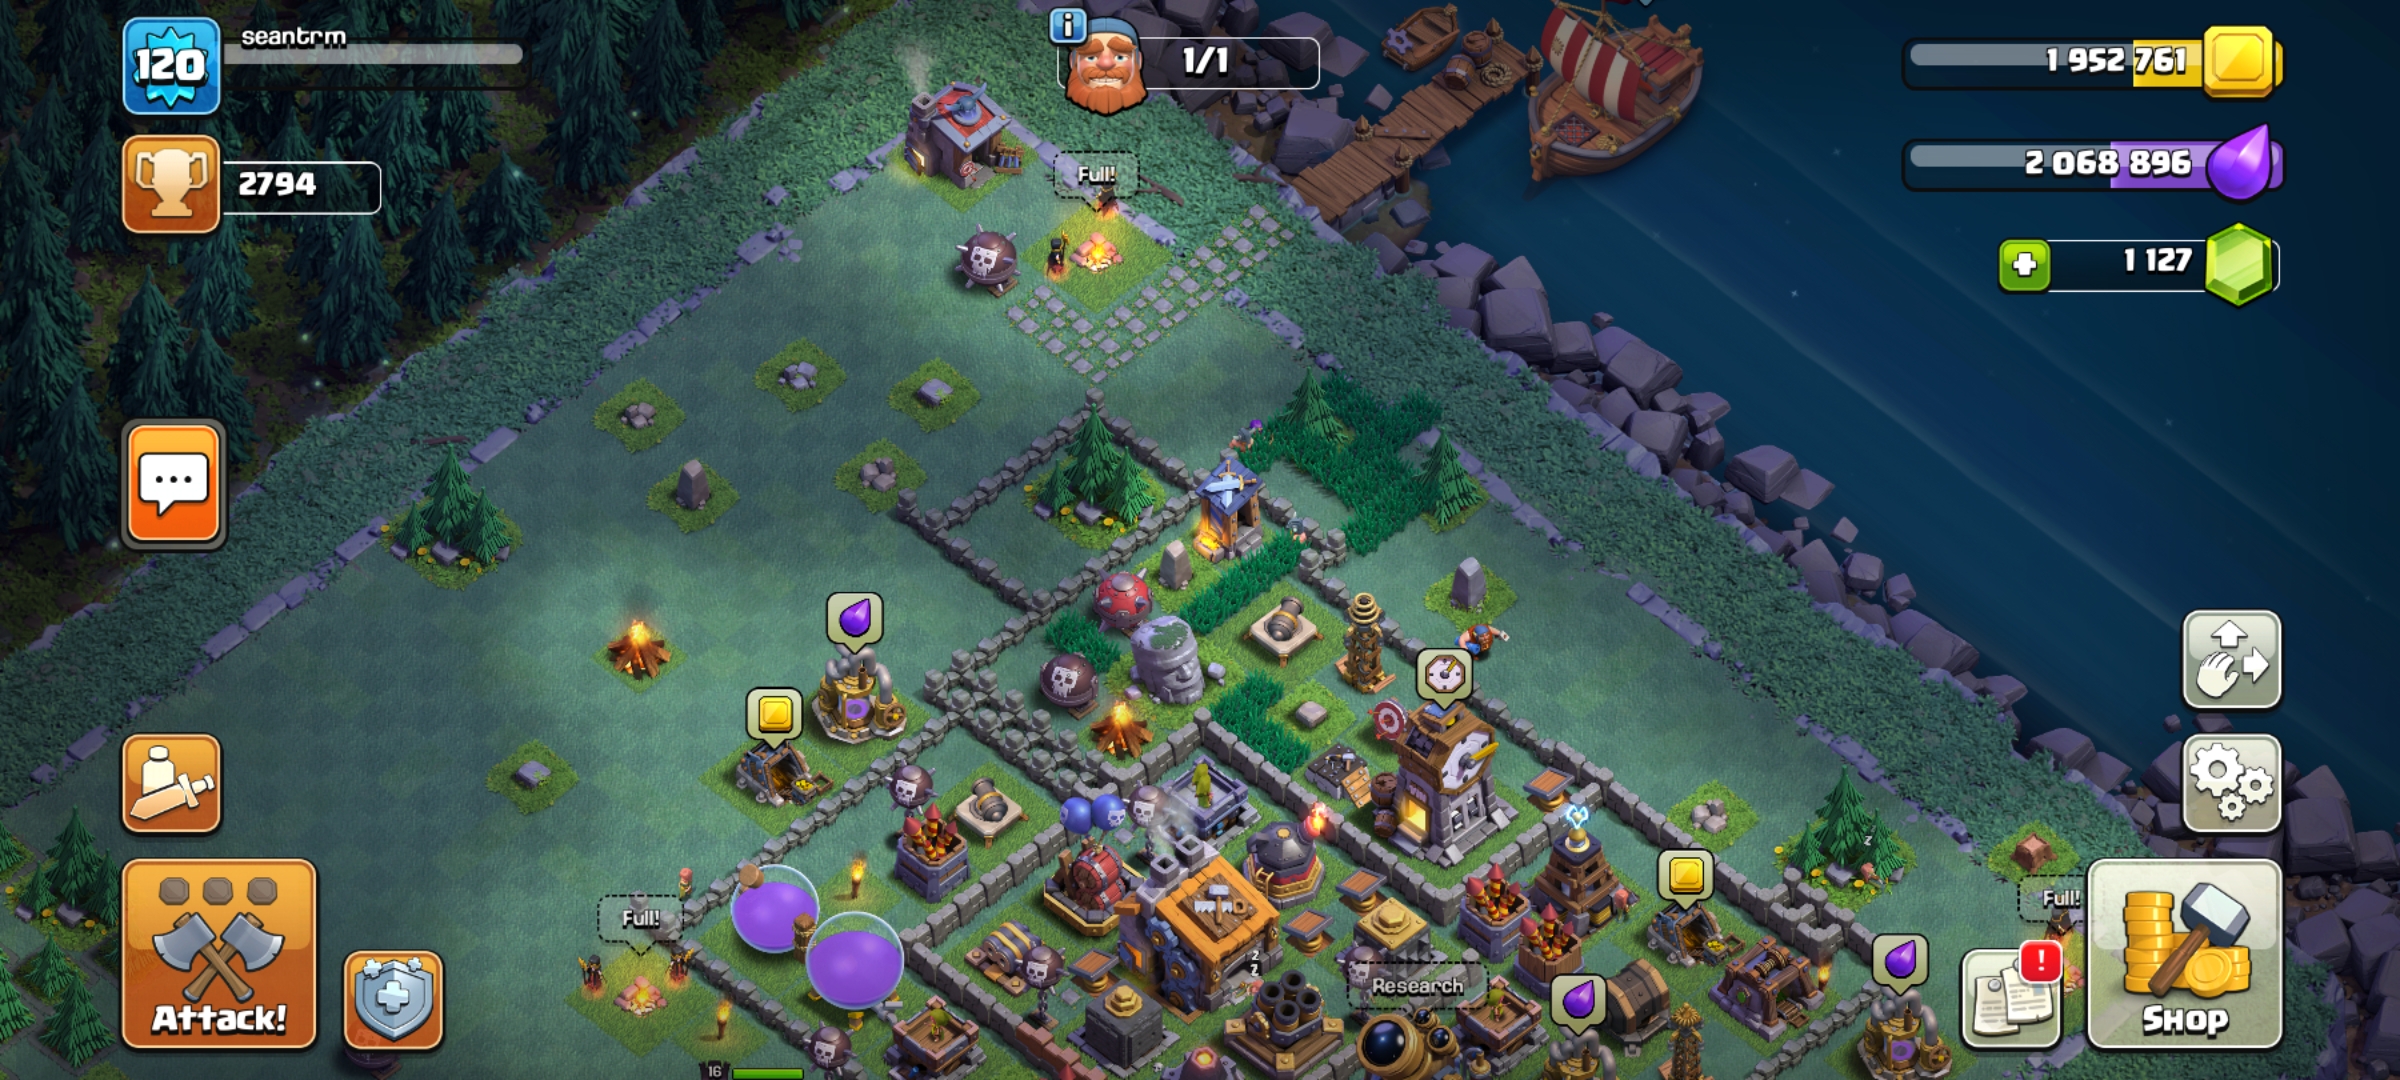 120
seantrm
i
1/1
1 952 761
2794
Full!
2 068 896
1 127
Full!
Full!
Research
!
Attack!
Shop
16